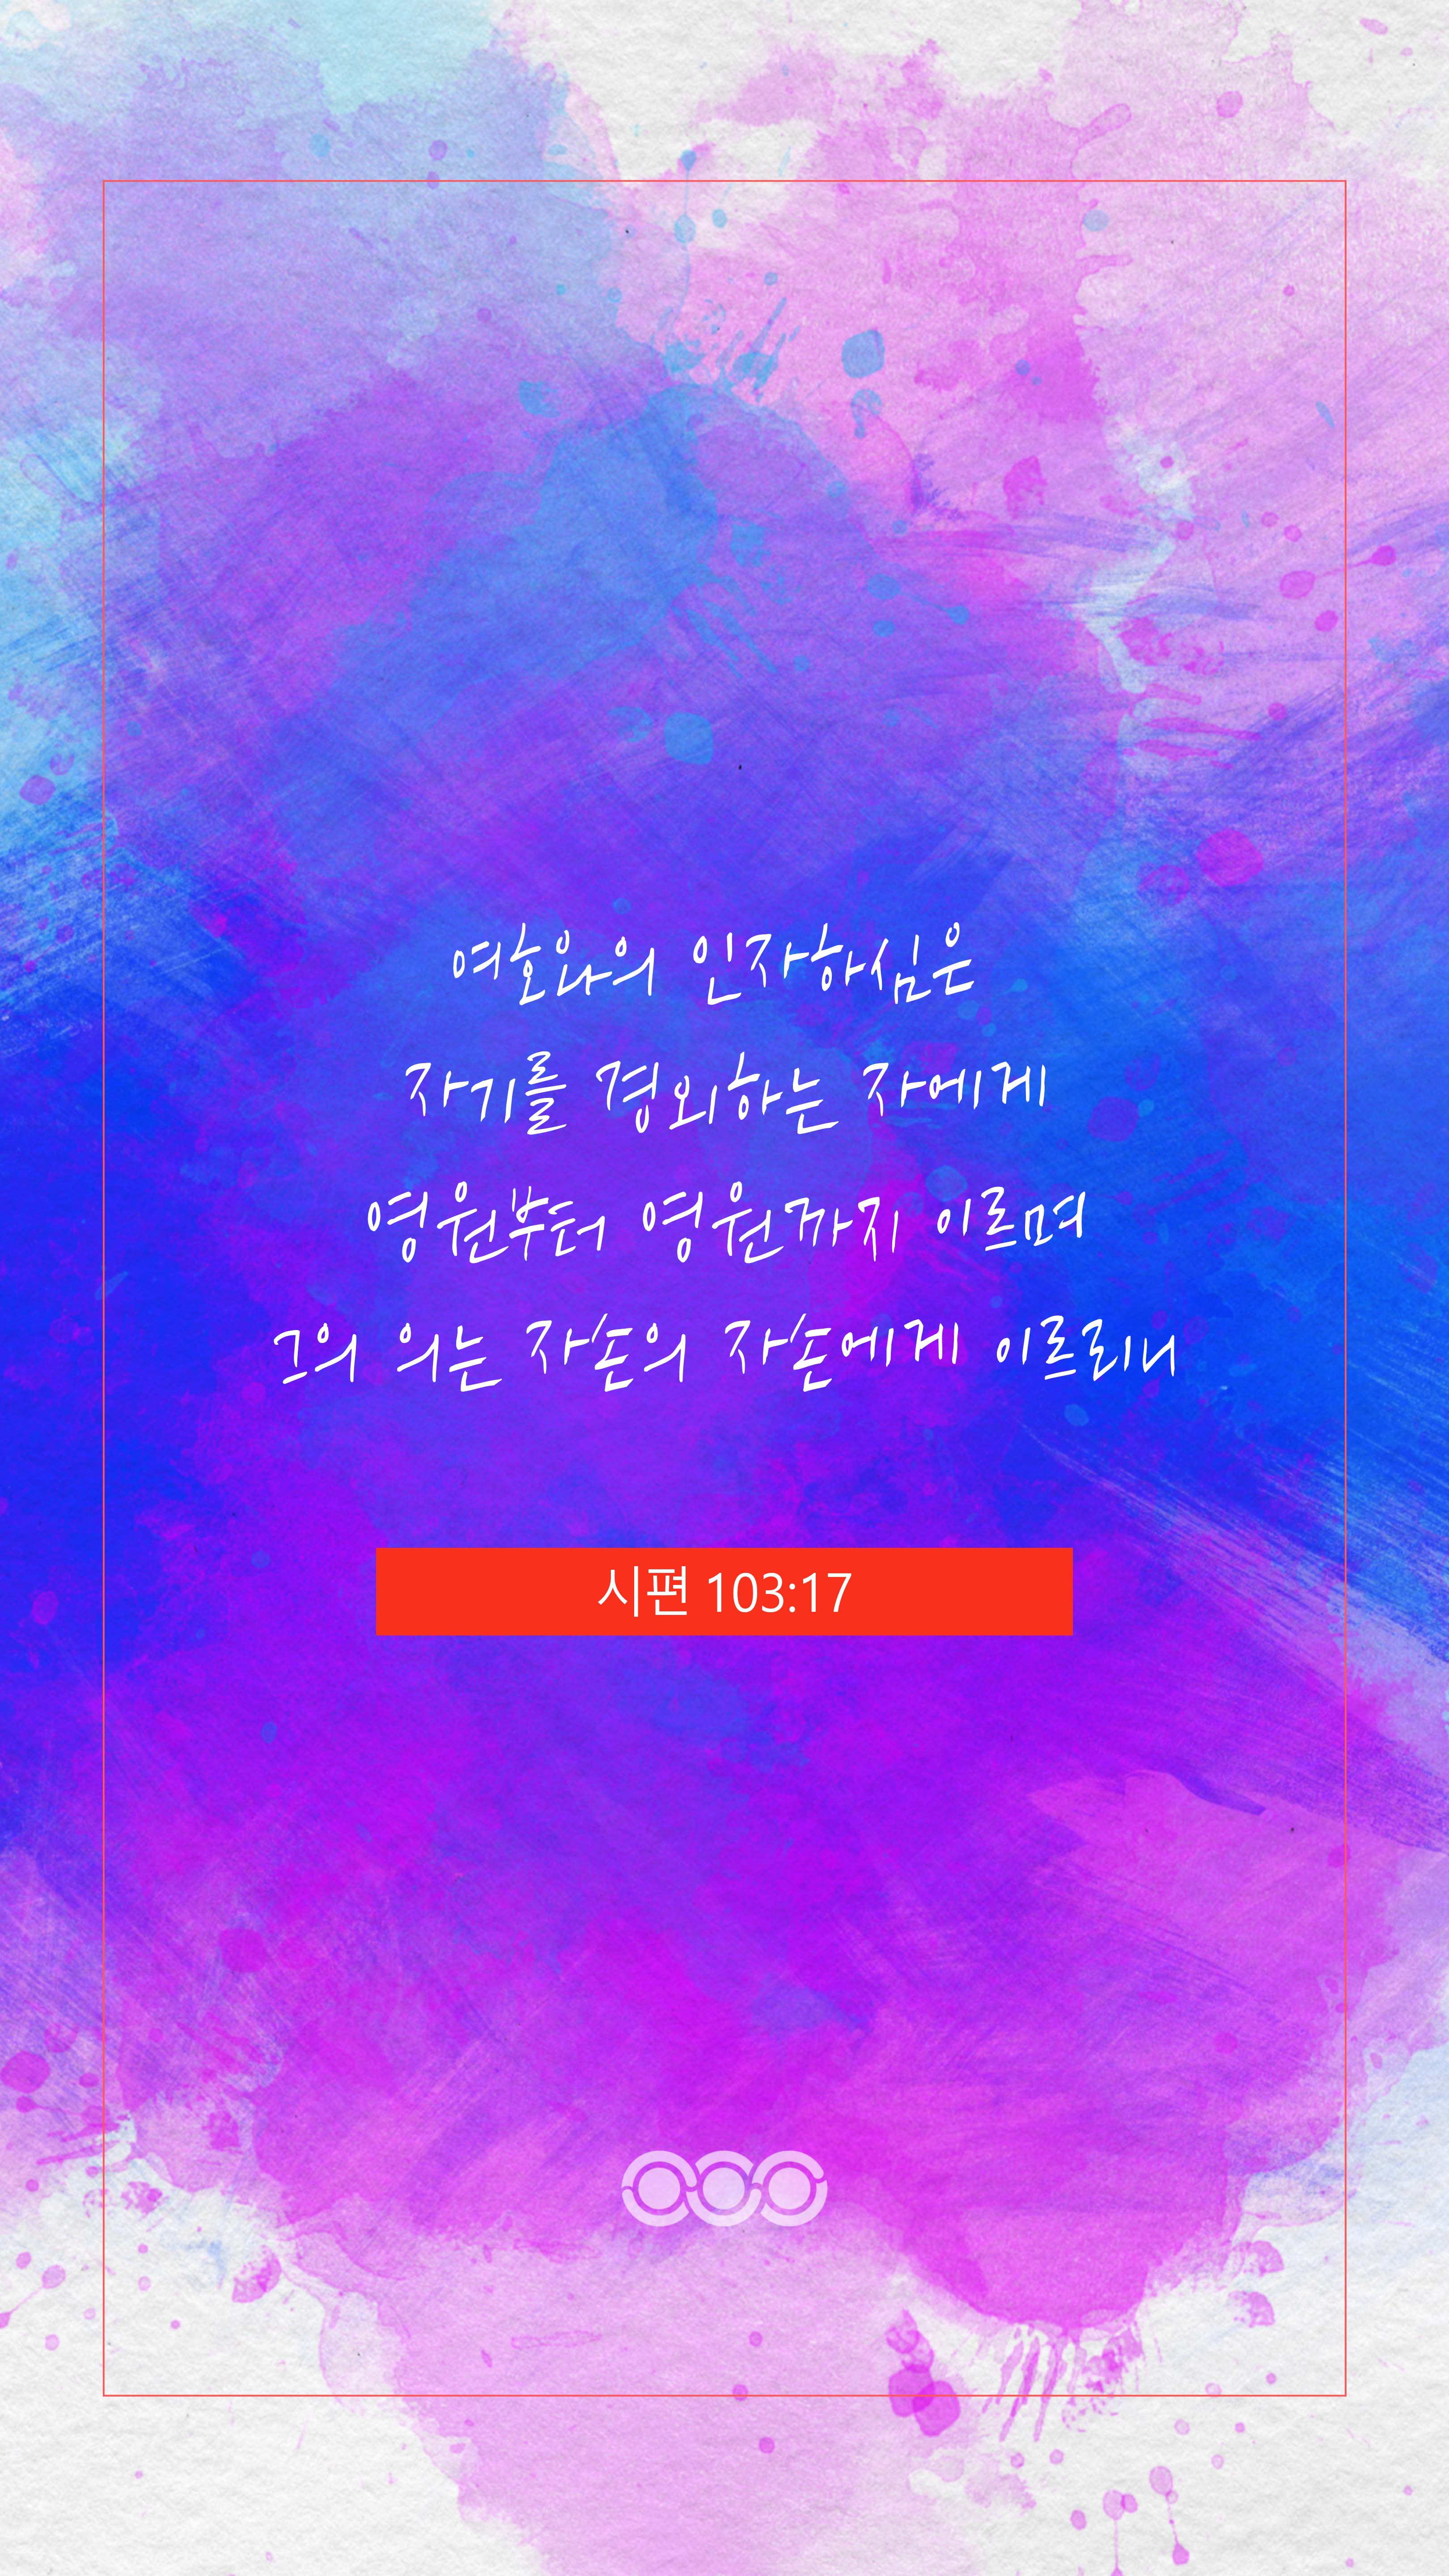 여호와의 인자하심은
자기를 경외하는 자에게
영원부터 영원까지 이르며
그의 의는 자손의 자손에게 이르리니
시편 103:17